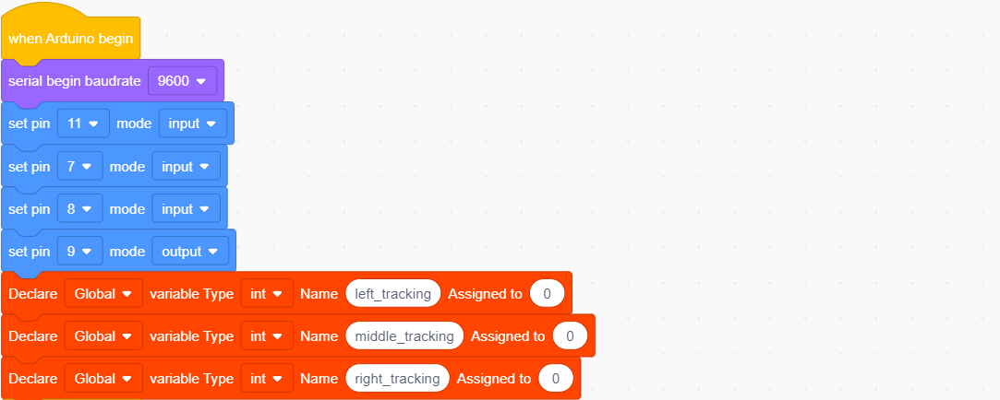 when Arduino begin
serial begin baudrate 9600
set pin 11 mode input
set pin 7 mode input
set pin 8 mode input
set pin 9 mode output
Declare Global variable Type int Name left_tracking Assigned to 0
Declare Global variable Type int Name middle_tracking Assigned to 0
Declare Global variable Type int Name right_tracking Assigned to 0